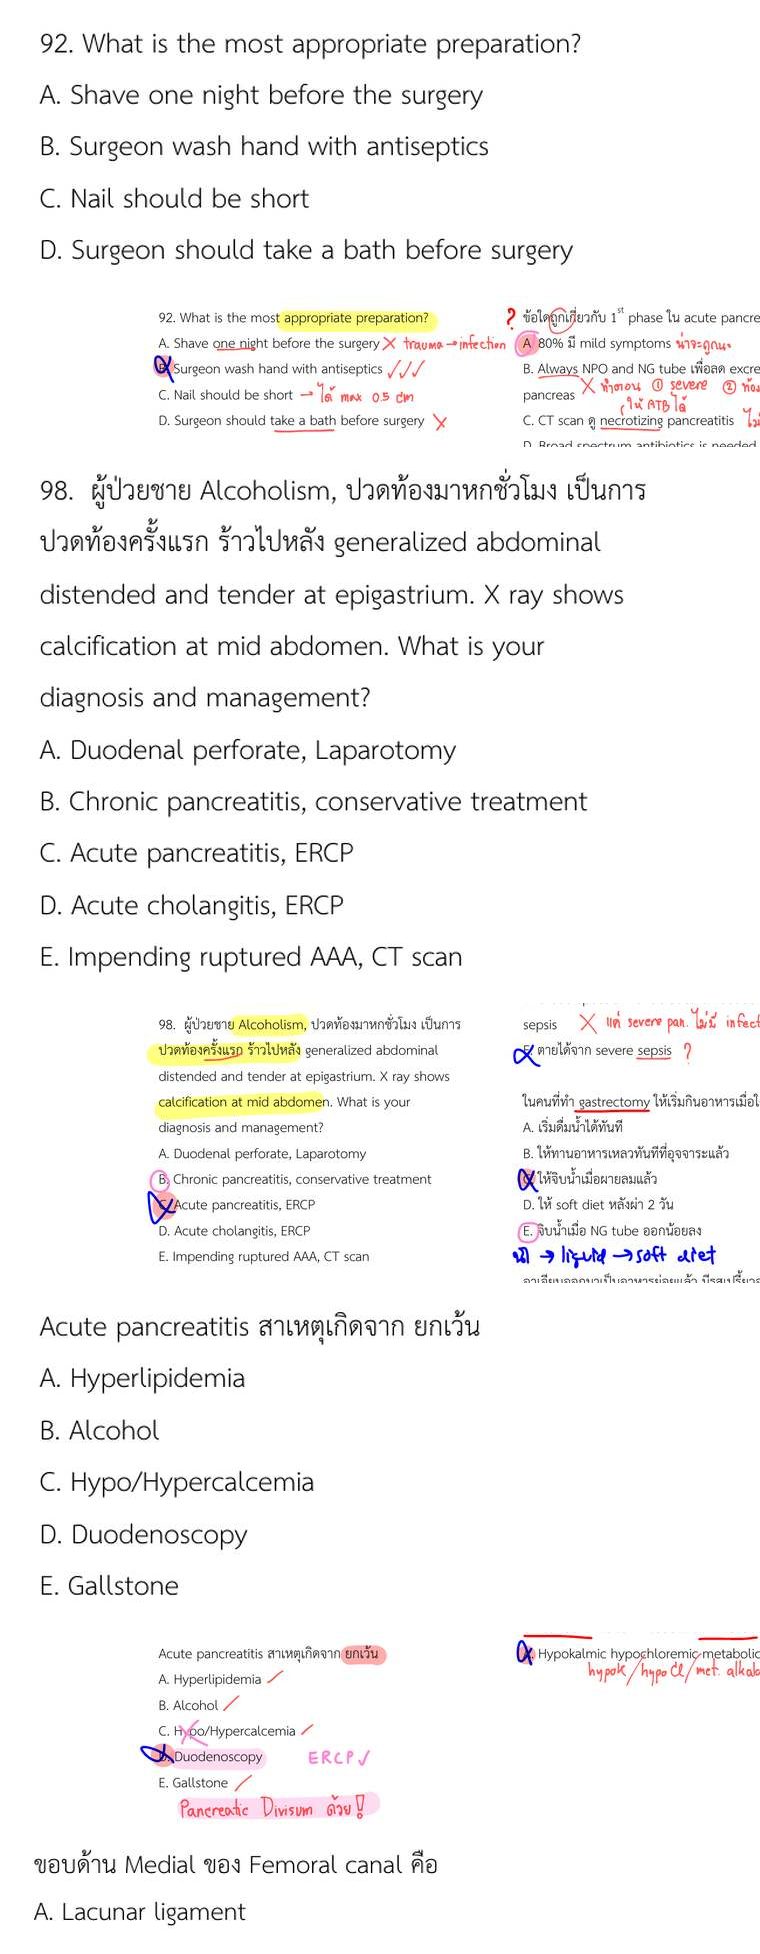 92. What is the most appropriate preparation?
A. Shave one night before the surgery
B. Surgeon wash hand with antiseptics
C. Nail should be short
D. Surgeon should take a bath before surgery
92. What is the most appropriate preparation?
A. Shave one night before the surgery X trauma → infection
Surgeon wash hand with antiseptics ✓✓✓
C. Nail should be short → ได้ max 0.5 cm
D. Surgeon should take a bath before surgery X
? ข้อใดถูกเกี่ยวกับ 1st phase ใน acute pancre
A 80% มี mild symptoms น่าจะถูกนะ
B. Always NPO and NG tube เพื่อลด excre
pancreas X ทำตอน ① severe ②
ให้ ATB ได้
C. CT scan ดู necrotizing pancreatitis
D. Broad spectrum antibiotics is needed
98. ผู้ป่วยชาย Alcoholism, ปวดท้องมาหกชั่วโมง เป็นการ
ปวดท้องครั้งแรก ร้าวไปหลัง generalized abdominal
distended and tender at epigastrium. X ray shows
calcification at mid abdomen. What is your
diagnosis and management?
A. Duodenal perforate, Laparotomy
B. Chronic pancreatitis, conservative treatment
C. Acute pancreatitis, ERCP
D. Acute cholangitis, ERCP
E. Impending ruptured AAA, CT scan
98. ผู้ป่วยชาย Alcoholism, ปวดท้องมาหกชั่วโมง เป็นการ
ปวดท้องครั้งแรก ร้าวไปหลัง generalized abdominal
distended and tender at epigastrium. X ray shows
calcification at mid abdomen. What is your
diagnosis and management?
A. Duodenal perforate, Laparotomy
B. Chronic pancreatitis, conservative treatment
C. Acute pancreatitis, ERCP
D. Acute cholangitis, ERCP
E. Impending ruptured AAA, CT scan
sepsis X แค่ severe pan. ไม่มี infect
ตายได้จาก severe sepsis ?
ในคนที่ทำ gastrectomy ให้เริ่มกินอาหารเมื่อใ
A. เริ่มดื่มน้ำได้ทันที
B. ให้ทานอาหารเหลวทันทีที่อุจจาระแล้ว
ให้จิบน้ำเมื่อผายลมแล้ว
D. ให้ soft diet หลังผ่า 2 วัน
E. จิบน้ำเมื่อ NG tube ออกน้อยลง
น้ำ → liquid → soft diet
Acute pancreatitis สาเหตุเกิดจาก ยกเว้น
A. Hyperlipidemia
B. Alcohol
C. Hypo/Hypercalcemia
D. Duodenoscopy
E. Gallstone
Acute pancreatitis สาเหตุเกิดจาก ยกเว้น
A. Hyperlipidemia
B. Alcohol
C. Hypo/Hypercalcemia
D. Duodenoscopy ERCP ✓
E. Gallstone
Pancreatic Divisum ด้วย!
Hypokalmic hypochloremic metabolic
hypoK/hypo Cl/met. alkalo
ขอบด้าน Medial ของ Femoral canal คือ
A. Lacunar ligament